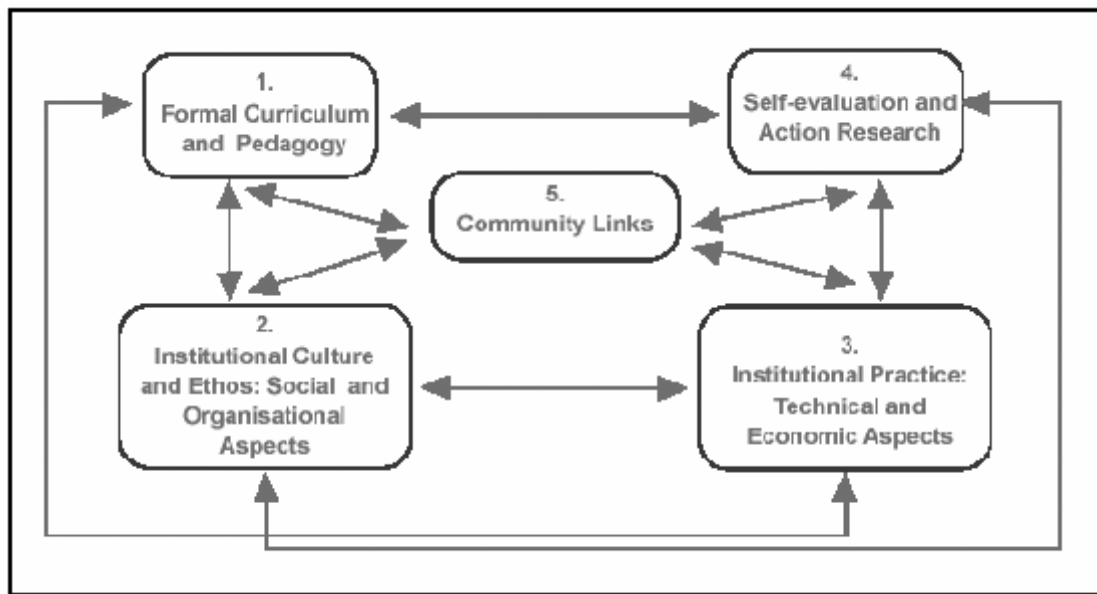 1.
Formal Curriculum
and Pedagogy
4.
Self-evaluation and
Action Research
5.
Community Links
2.
Institutional Culture
and Ethos: Social and
Organisational
Aspects
3.
Institutional Practice:
Technical and
Economic Aspects